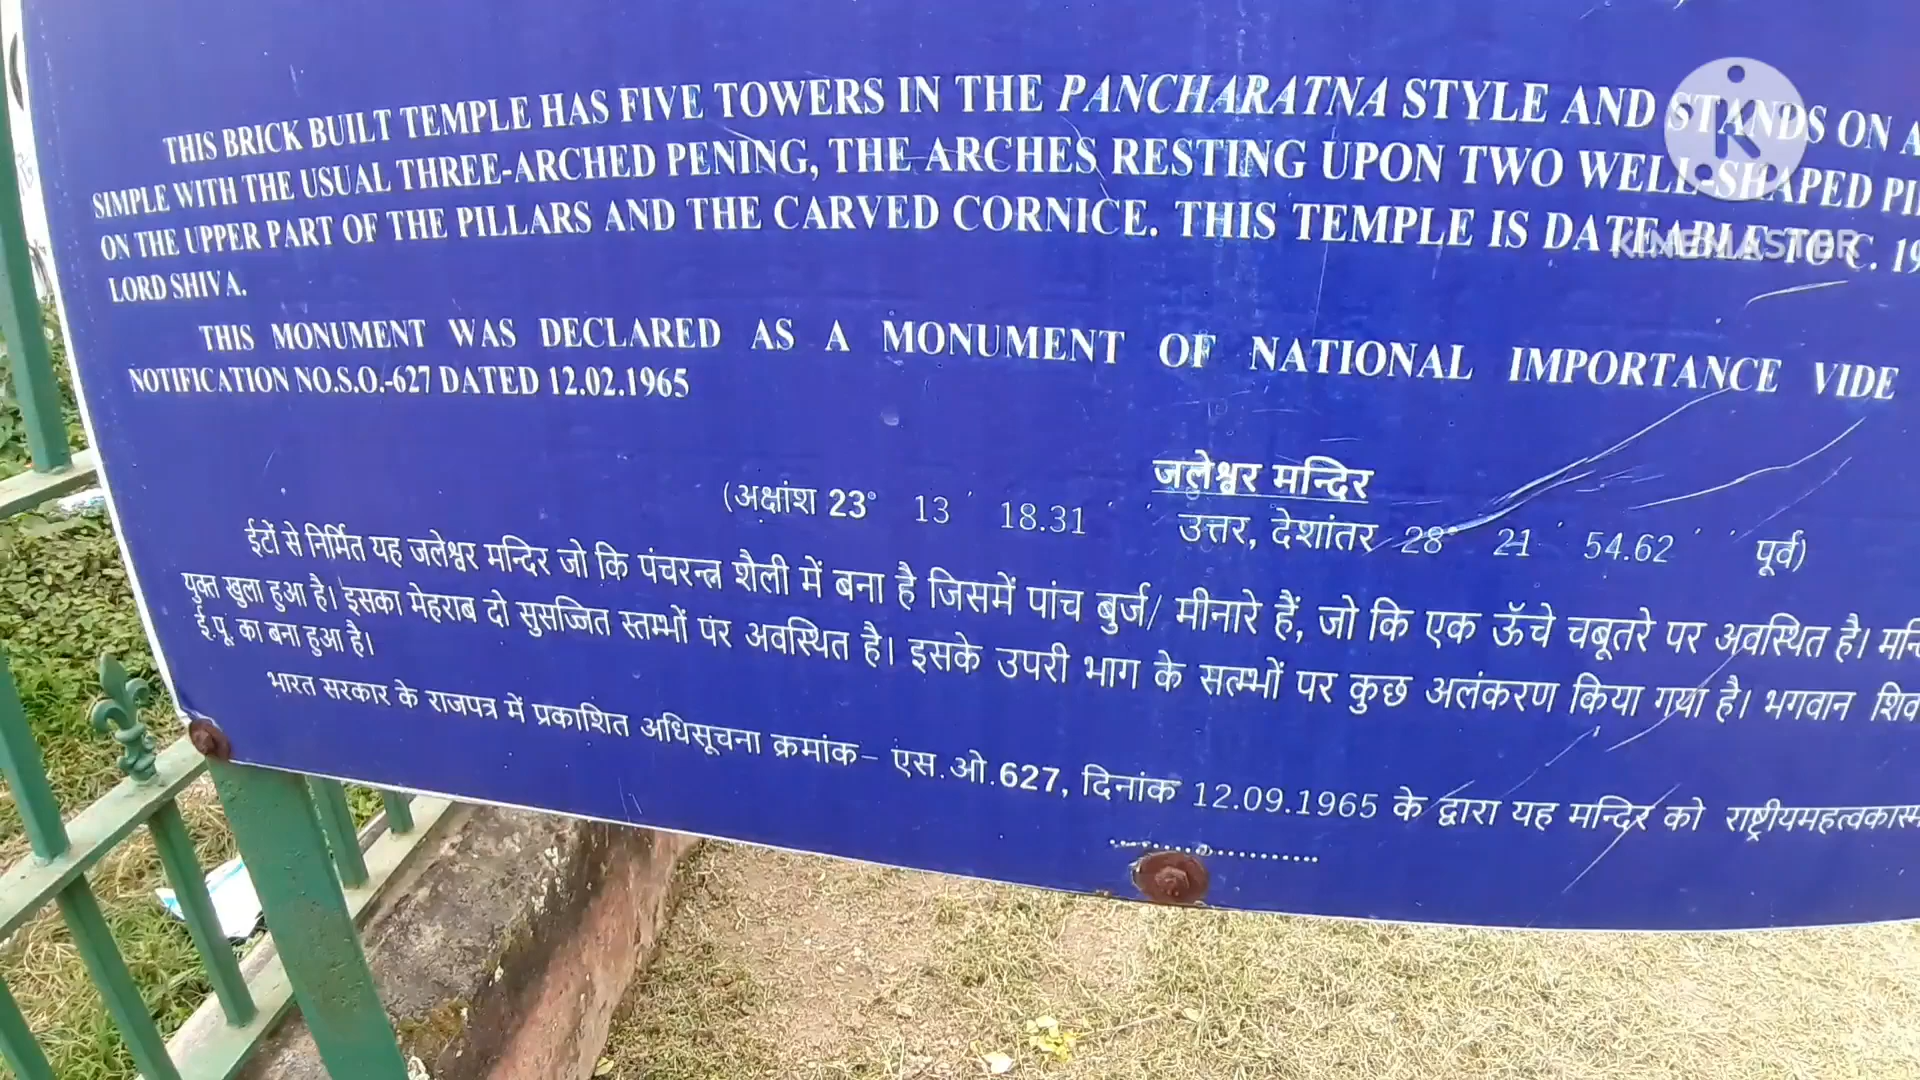 THIS BRICK BUILT TEMPLE HAS FIVE TOWERS IN THE PANCHARATNA STYLE AND STANDS ON A
SIMPLE WITH THE USUAL THREE-ARCHED PENING, THE ARCHES RESTING UPON TWO WELL-SHAPED
ON THE UPPER PART OF THE PILLARS AND THE CARVED CORNICE. THIS TEMPLE IS DATEABLE TO C. 19
LORD SHIVA.
THIS MONUMENT WAS DECLARED AS A MONUMENT OF NATIONAL IMPORTANCE VIDE
NOTIFICATION NO.S.O.-627 DATED 12.02.1965
जलेश्वर मन्दिर
(अक्षांश 23° 13 ' 18.31 ' ' उत्तर, देशांतर 28° 21 ' 54.62 ' ' पूर्व)
ईटों से निर्मित यह जलेश्वर मन्दिर जो कि पंचरन्त्न शैली में बना है जिसमें पांच बुर्ज/ मीनारे हैं, जो कि एक ऊॅचे चबूतरे पर अवस्थित है।
युक्त खुला हुआ है। इसका मेहराब दो सुसज्जित स्तम्भों पर अवस्थित है। इसके उपरी भाग के सत्म्भों पर कुछ अलंकरण किया गया है। भगवान शिव
ई.पू. का बना हुआ है।
भारत सरकार के राजपत्र में प्रकाशित अधिसूचना क्रमांक– एस.ओ.627, दिनांक 12.09.1965 के द्वारा यह मन्दिर को
....................
KINEMASTER